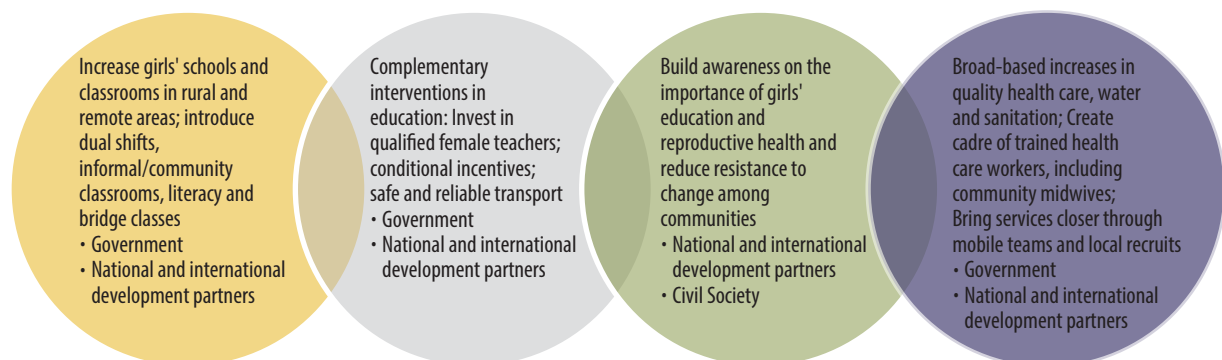 Increase girls' schools and
classrooms in rural and
remote areas; introduce
dual shifts,
informal/community
classrooms, literacy and
bridge classes
• Government
• National and international
development partners
Complementary
interventions in
education: Invest in
qualified female teachers;
conditional incentives;
safe and reliable transport
• Government
• National and international
development partners
Build awareness on the
importance of girls'
education and
reproductive health and
reduce resistance to
change among
communities
• National and international
development partners
• Civil Society
Broad-based increases in
quality health care, water
and sanitation; Create
cadre of trained health
care workers, including
community midwives;
Bring services closer through
mobile teams and local recruits
• Government
• National and international
development partners